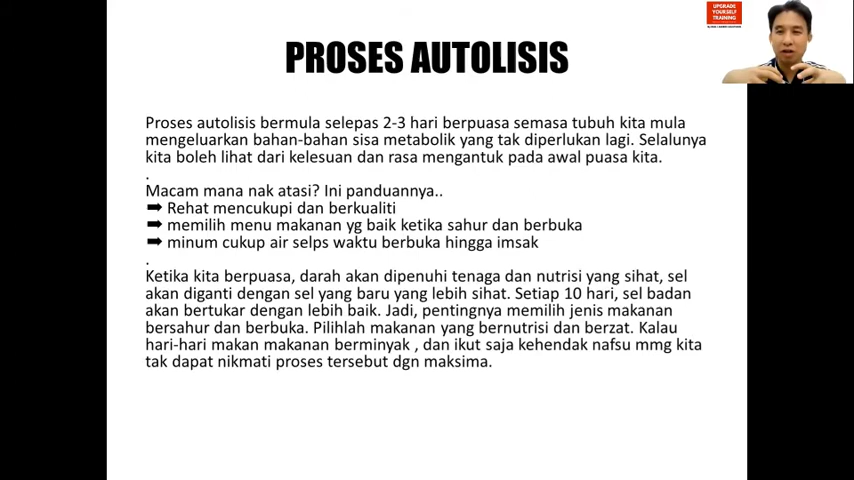 UPGRADE
YOURSELF
TRAINING
PROSES AUTOLISIS
Proses autolisis bermula selepas 2-3 hari berpuasa semasa tubuh kita mula
mengeluarkan bahan-bahan sisa metabolik yang tak diperlukan lagi. Selalunya
kita boleh lihat dari kelesuan dan rasa mengantuk pada awal puasa kita.
.
Macam mana nak atasi? Ini panduannya..
➡ Rehat mencukupi dan berkualiti
➡ memilih menu makanan yg baik ketika sahur dan berbuka
➡ minum cukup air selps waktu berbuka hingga imsak
.
Ketika kita berpuasa, darah akan dipenuhi tenaga dan nutrisi yang sihat, sel
akan diganti dengan sel yang baru yang lebih sihat. Setiap 10 hari, sel badan
akan bertukar dengan lebih baik. Jadi, pentingnya memilih jenis makanan
bersahur dan berbuka. Pilihlah makanan yang bernutrisi dan berzat. Kalau
hari-hari makan makanan berminyak , dan ikut saja kehendak nafsu mmg kita
tak dapat nikmati proses tersebut dgn maksima.